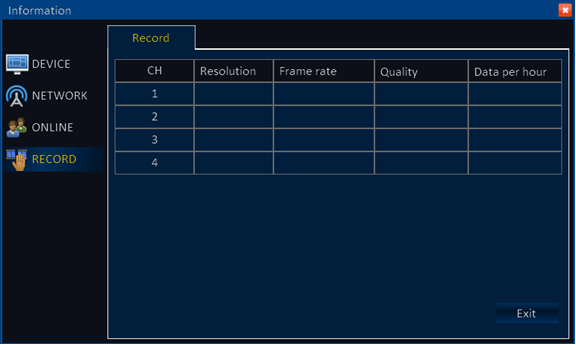 Information
DEVICE
NETWORK
ONLINE
RECORD
Record
CH Resolution Frame rate Quality Data per hour
1
2
3
4
Exit